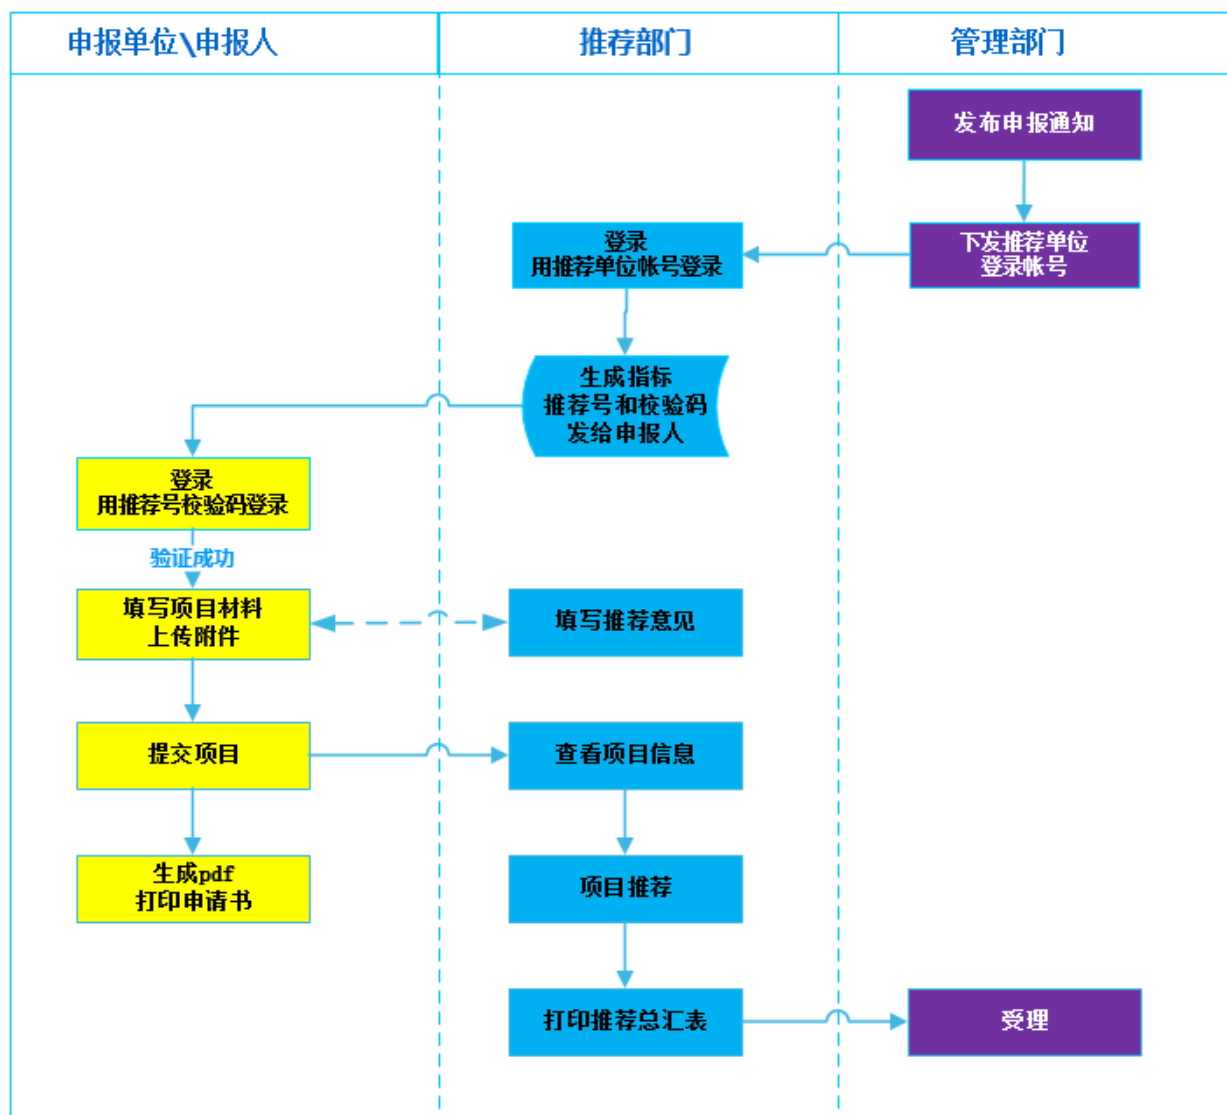 申报单位\申报人
推荐部门
管理部门
发布申报通知
下发推荐单位
登录帐号
登录
用推荐单位帐号登录
生成指标
推荐号和校验码
发给申报人
登录
用推荐号校验码登录
验证成功
填写项目材料
上传附件
填写推荐意见
提交项目
查看项目信息
生成pdf
打印申请书
项目推荐
打印推荐总汇表
受理